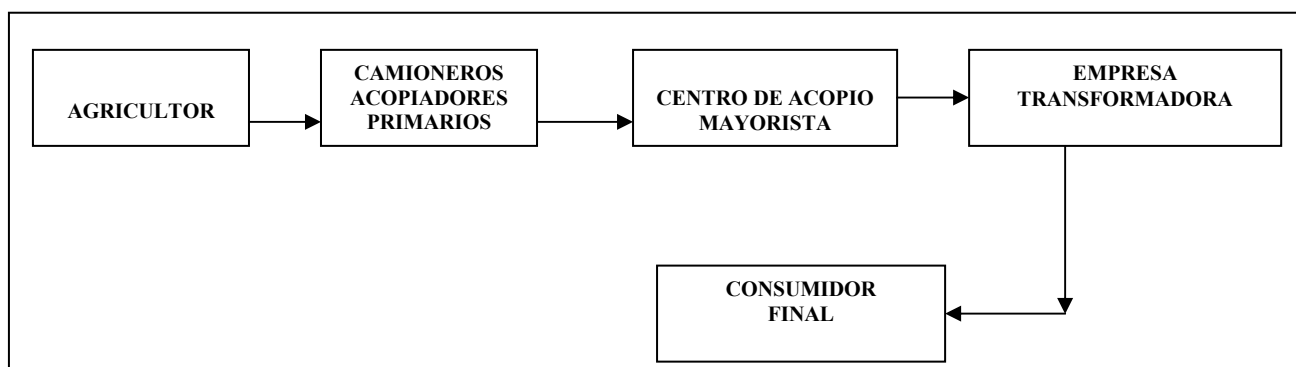 AGRICULTOR
CAMIONEROS
ACOPIADORES
PRIMARIOS
CENTRO DE ACOPIO
MAYORISTA
EMPRESA
TRANSFORMADORA
CONSUMIDOR
FINAL